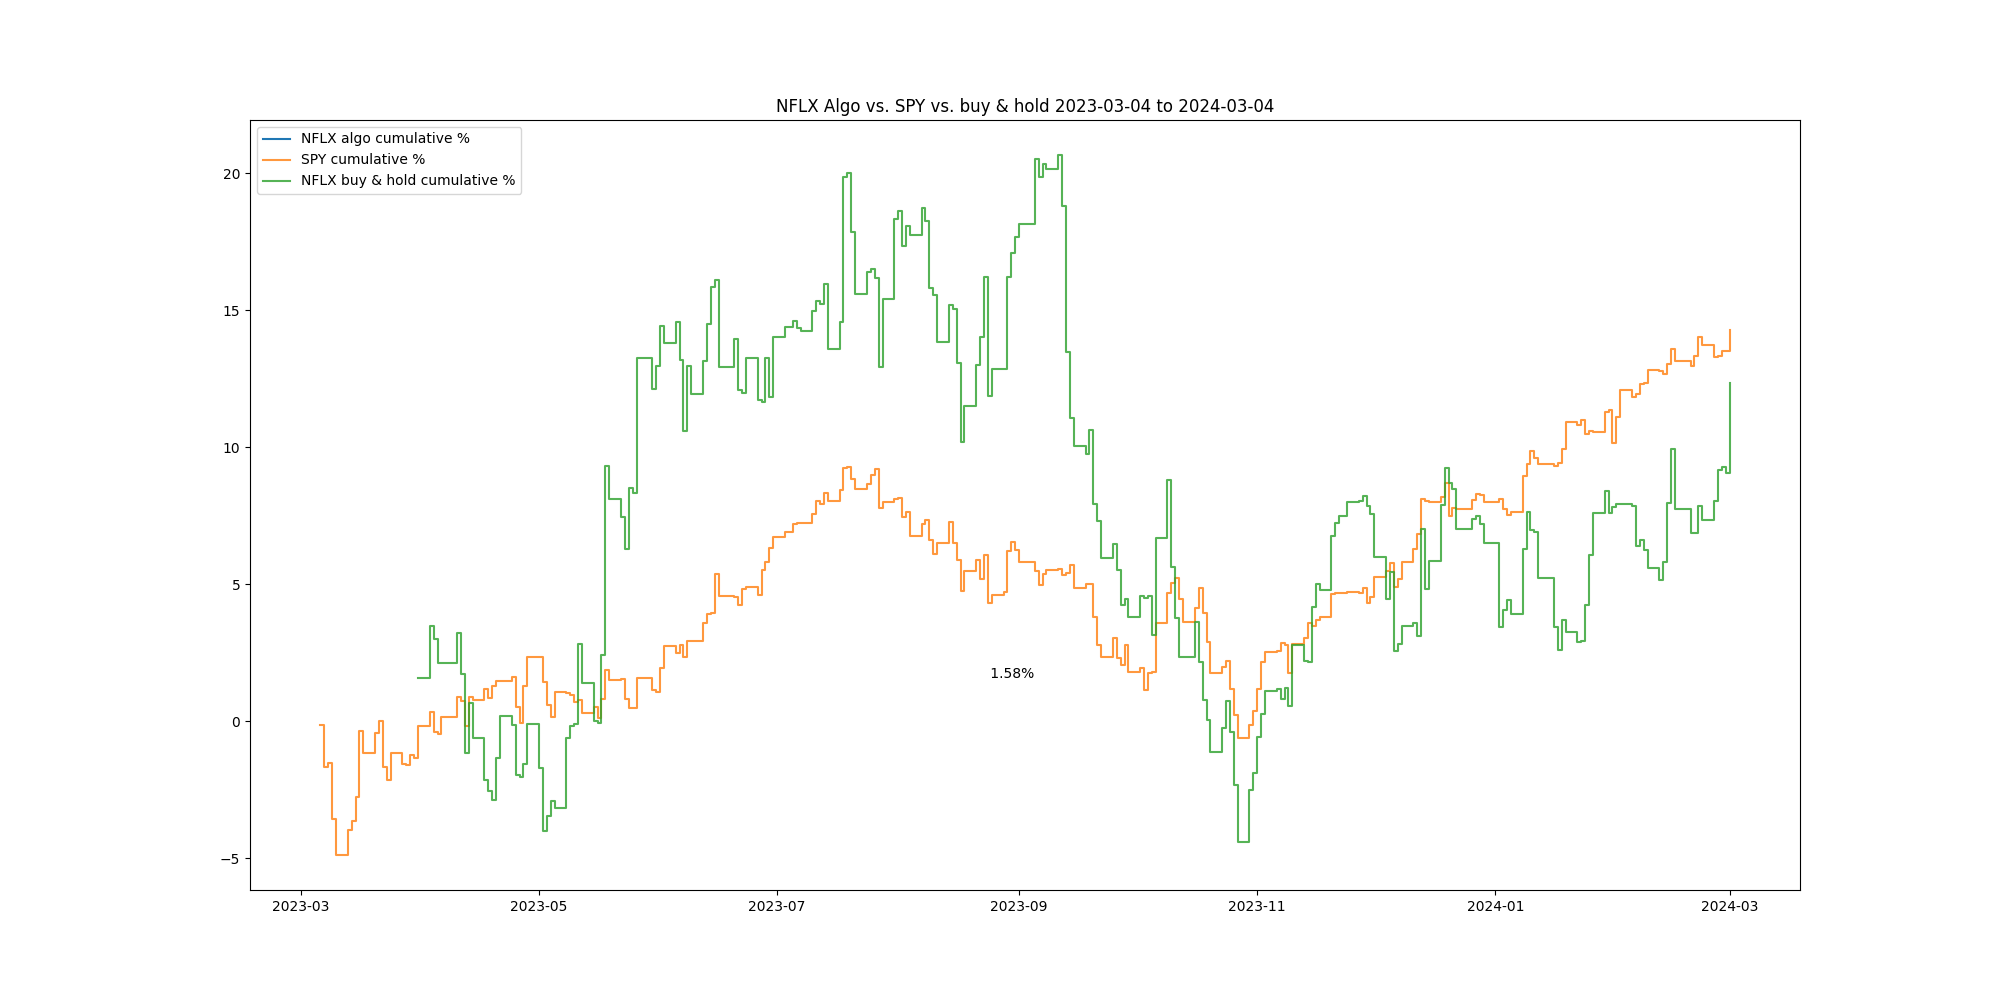 NFLX Algo vs. SPY vs. buy & hold 2023-03-04 to 2024-03-04
NFLX algo cumulative %
SPY cumulative %
NFLX buy & hold cumulative %
20
15
10
5
0
−5
1.58%
2023-03 2023-05 2023-07 2023-09 2023-11 2024-01 2024-03